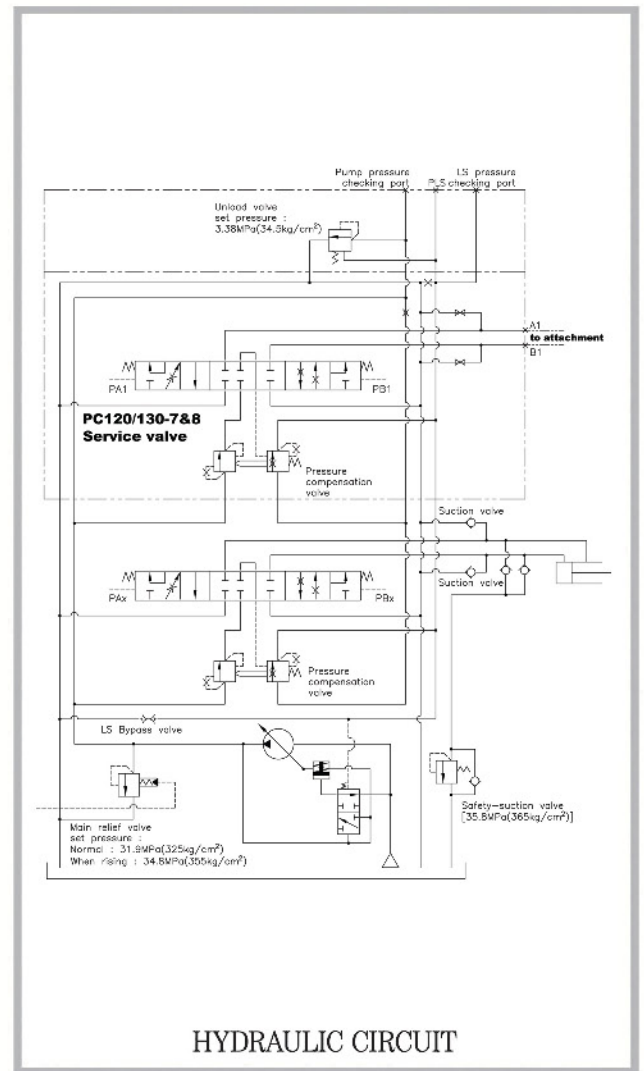 Pump pressure
checking port
PLS
LS pressure
checking port
Unload valve
set pressure :
3.38MPa(34.5kg/cm²)
A1
to attachment
B1
PA1
PB1
PC120/130-7&8
Service valve
Pressure
compensation
valve
Suction valve
Suction valve
PAx
PBx
Pressure
compensation
valve
LS Bypass valve
Main relief valve
set pressure :
Normal : 31.9MPa(325kg/cm²)
When rising : 34.8MPa(355kg/cm²)
Safety-suction valve
[35.8MPa(365kg/cm²)]
HYDRAULIC CIRCUIT